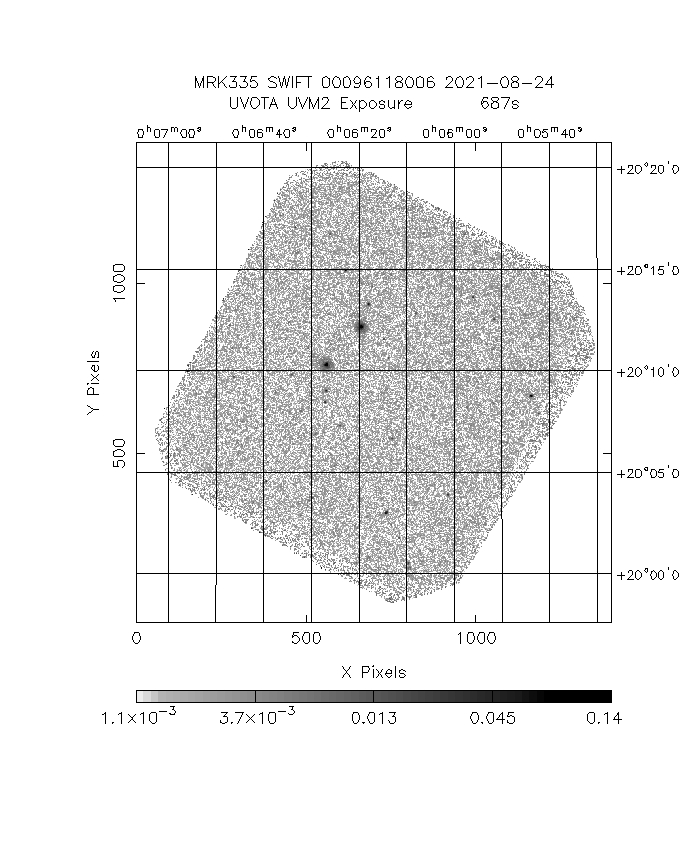 MRK335 SWIFT 00096118006 2021-08-24
UVOTA UVM2 Exposure 687s
0ʰ07ᵐ00ˢ 0ʰ06ᵐ40ˢ 0ʰ06ᵐ20ˢ 0ʰ06ᵐ00ˢ 0ʰ05ᵐ40ˢ
+20°20'0
+20°15'0
1000
+20°10'0
Y Pixels
500
+20°05'0
+20°00'0
0 500 1000
X Pixels
1.1×10⁻³ 3.7×10⁻³ 0.013 0.045 0.14